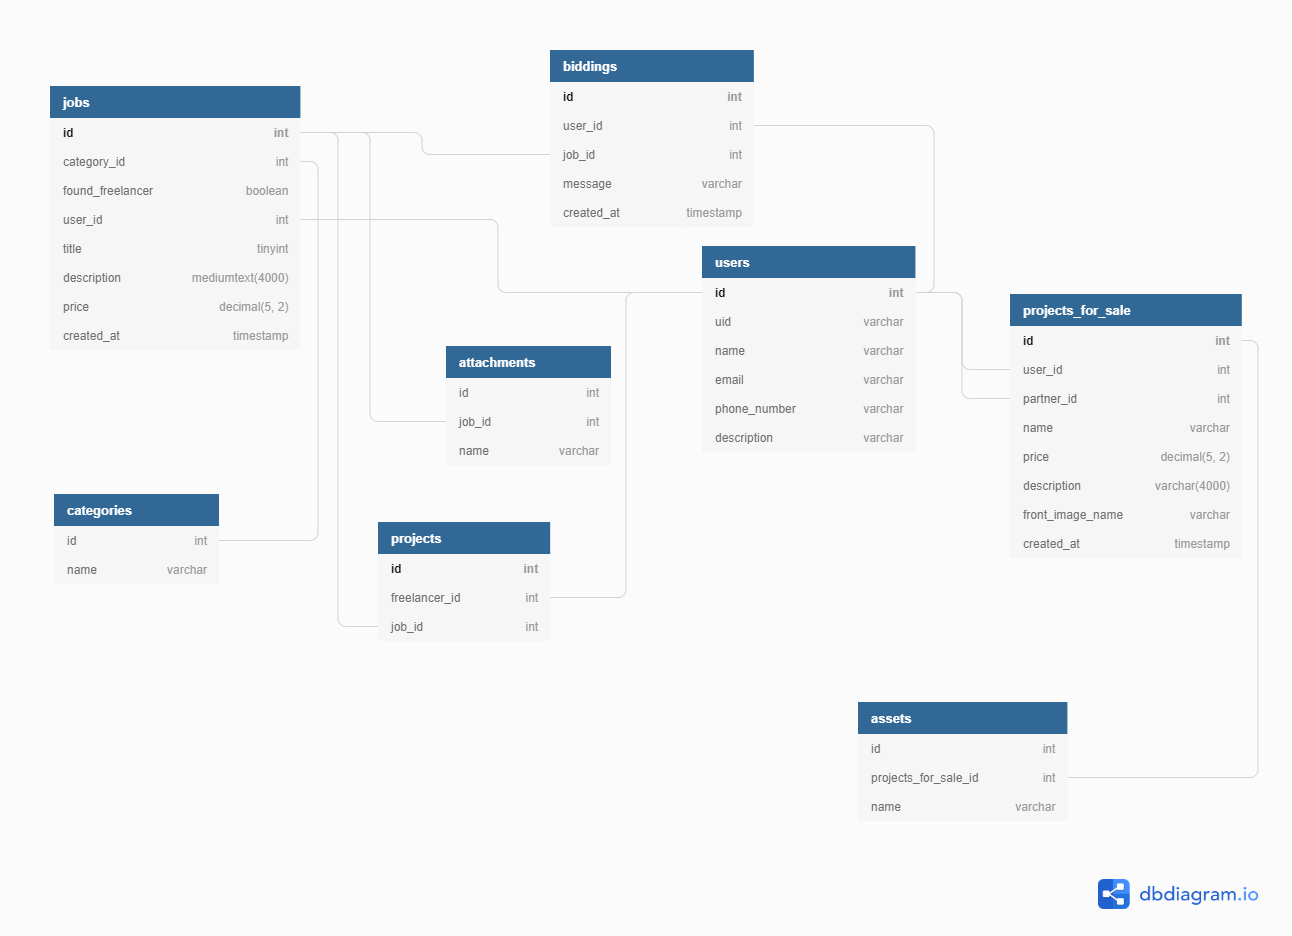 biddings
id int
user_id int
job_id int
message varchar
created_at timestamp
jobs
id int
category_id int
found_freelancer boolean
user_id int
title tinyint
description mediumtext(4000)
price decimal(5, 2)
created_at timestamp
users
id int
uid varchar
name varchar
email varchar
phone_number varchar
description varchar
projects_for_sale
id int
user_id int
partner_id int
name varchar
price decimal(5, 2)
description varchar(4000)
front_image_name varchar
created_at timestamp
attachments
id int
job_id int
name varchar
categories
id int
name varchar
projects
id int
freelancer_id int
job_id int
assets
id int
projects_for_sale_id int
name varchar
dbdiagram.io